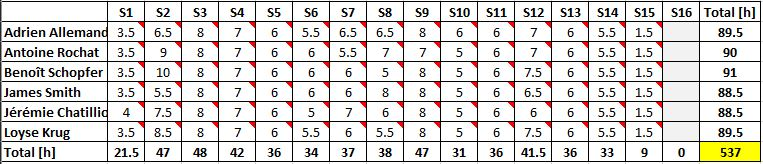 S1 S2 S3 S4 S5 S6 S7 S8 S9 S10 S11 S12 S13 S14 S15 S16 Total [h]
Adrien Allemand 3.5 6.5 8 7 6 5.5 6.5 6.5 8 6 6 7 6 5.5 1.5 89.5
Antoine Rochat 3.5 9 8 7 6 6 5.5 7 7 5 6 7 6 5.5 1.5 90
Benoît Schopfer 3.5 10 8 7 6 6 6 5 8 5 6 7.5 6 5.5 1.5 91
James Smith 3.5 5.5 8 7 6 6 6 8 8 5 6 6.5 6 5.5 1.5 88.5
Jérémie Chatillio 4 7.5 8 7 6 5 7 6 8 5 6 6 6 5.5 1.5 88.5
Loyse Krug 3.5 8.5 8 7 6 5.5 6 5.5 8 5 6 7.5 6 5.5 1.5 89.5
Total [h] 21.5 47 48 42 36 34 37 38 47 31 36 41.5 36 33 9 0 537